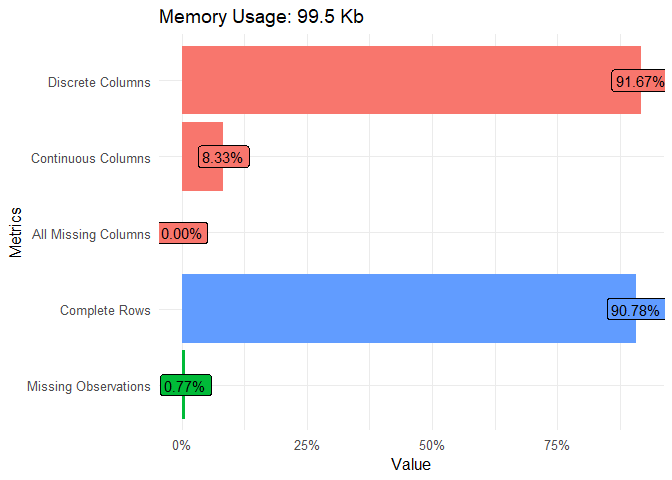 Memory Usage: 99.5 Kb
Discrete Columns
91.67%
Continuous Columns
8.33%
All Missing Columns
0.00%
Complete Rows
90.78%
Missing Observations
0.77%
Metrics
0%
25%
50%
75%
Value